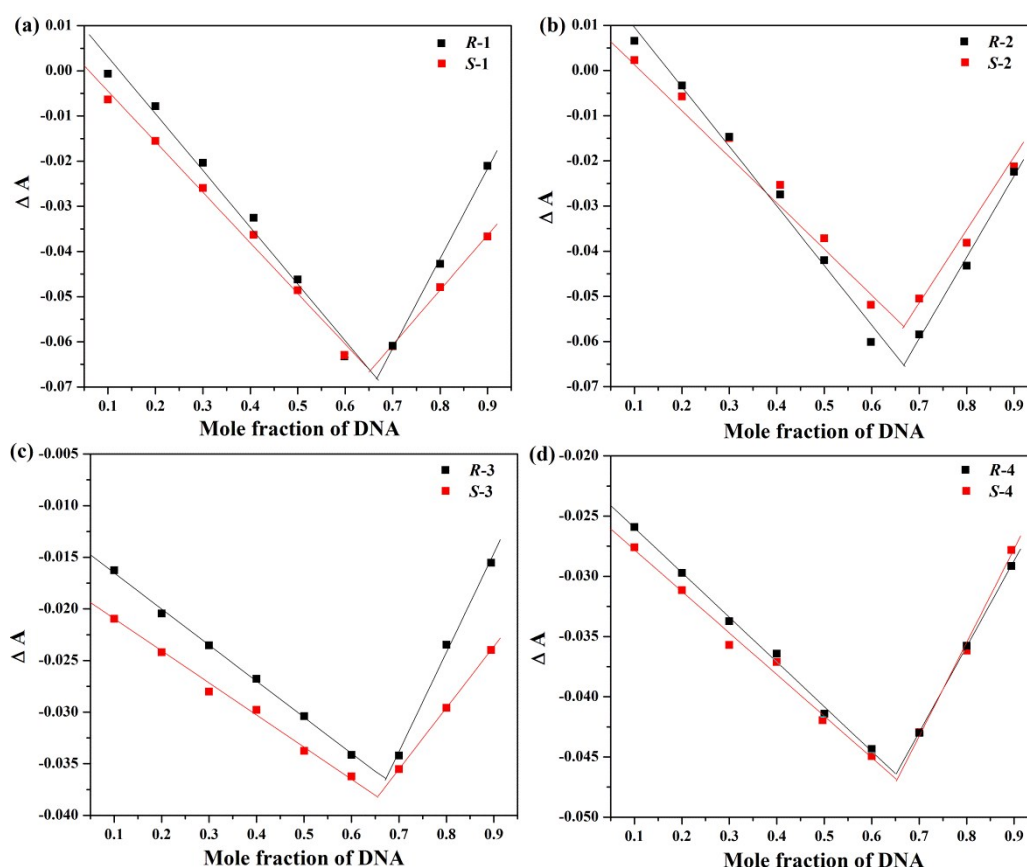 (a)
R-1
S-1
0.01
0.00
-0.01
-0.02
-0.03
-0.04
-0.05
-0.06
-0.07
Δ A
0.1 0.2 0.3 0.4 0.5 0.6 0.7 0.8 0.9
Mole fraction of DNA
(b)
R-2
S-2
0.01
0.00
-0.01
-0.02
-0.03
-0.04
-0.05
-0.06
-0.07
Δ A
0.1 0.2 0.3 0.4 0.5 0.6 0.7 0.8 0.9
Mole fraction of DNA
(c)
R-3
S-3
-0.005
-0.010
-0.015
-0.020
-0.025
-0.030
-0.035
-0.040
Δ A
0.1 0.2 0.3 0.4 0.5 0.6 0.7 0.8 0.9
Mole fraction of DNA
(d)
R-4
S-4
-0.020
-0.025
-0.030
-0.035
-0.040
-0.045
-0.050
Δ A
0.1 0.2 0.3 0.4 0.5 0.6 0.7 0.8 0.9
Mole fraction of DNA